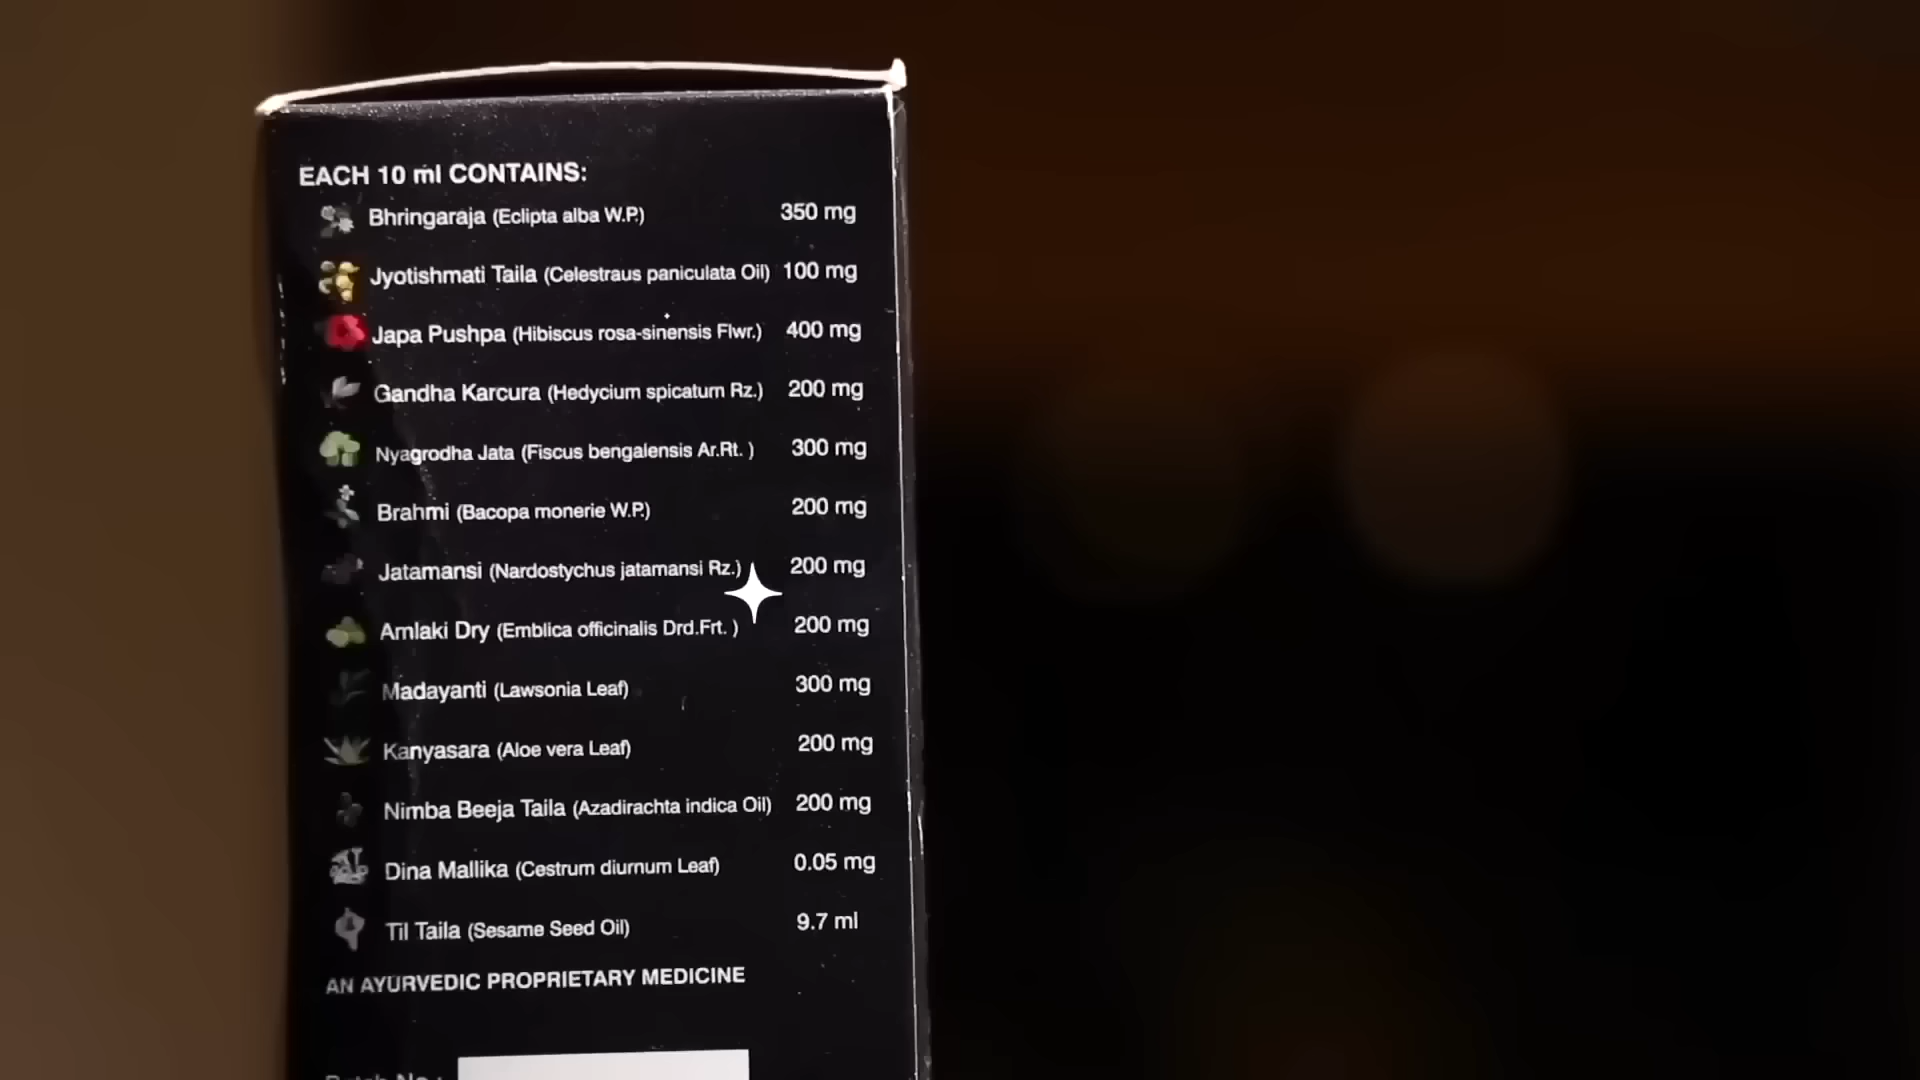 EACH 10 ml CONTAINS:
Bhringaraja (Eclipta alba W.P.) 350 mg
Jyotishmati Taila (Celestraus paniculata Oil) 100 mg
Japa Pushpa (Hibiscus rosa-sinensis Flwr.) 400 mg
Gandha Karcura (Hedycium spicatum Rz.) 200 mg
Nyagrodha Jata (Fiscus bengalensis Ar.Rt. ) 300 mg
Brahmi (Bacopa monerie W.P.) 200 mg
Jatamansi (Nardostychus jatamansi Rz.) 200 mg
Amlaki Dry (Emblica officinalis Drd.Frt. ) 200 mg
Madayanti (Lawsonia Leaf) 300 mg
Kanyasara (Aloe vera Leaf) 200 mg
Nimba Beeja Taila (Azadirachta indica Oil) 200 mg
Dina Mallika (Cestrum diurnum Leaf) 0.05 mg
Til Taila (Sesame Seed Oil) 9.7 ml
AN AYURVEDIC PROPRIETARY MEDICINE